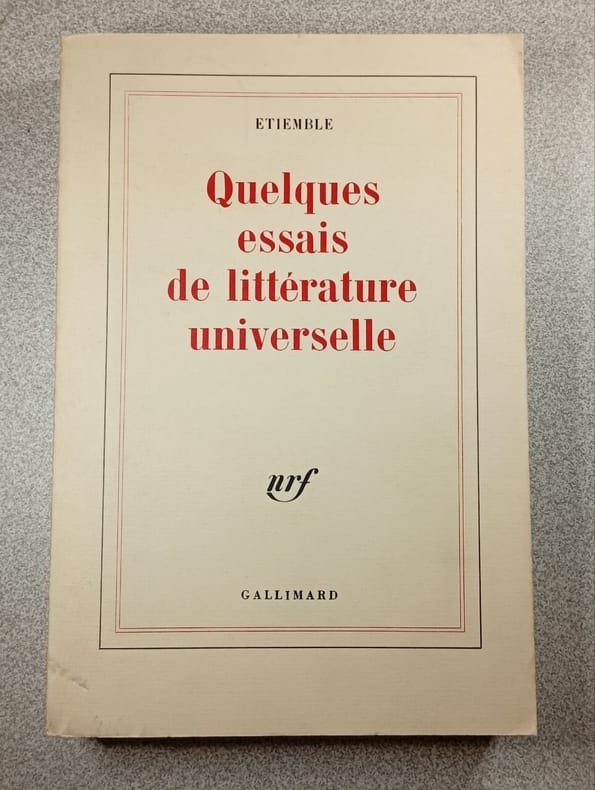 ETIEMBLE
Quelques
essais
de littérature
universelle
nrf
GALLIMARD